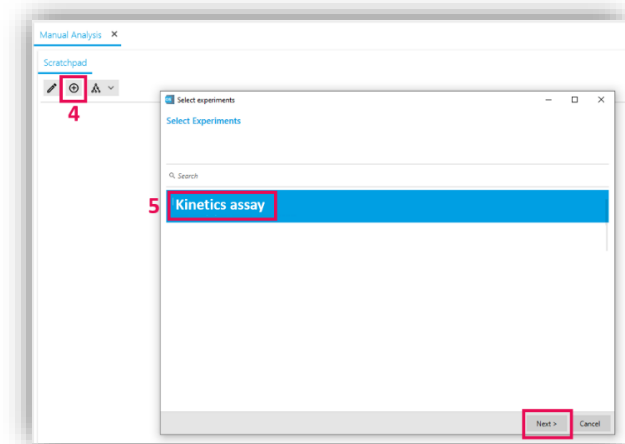 Manual Analysis ×
Scratchpad
4
Select experiments
Select Experiments
Search
5
Kinetics assay
Next >
Cancel